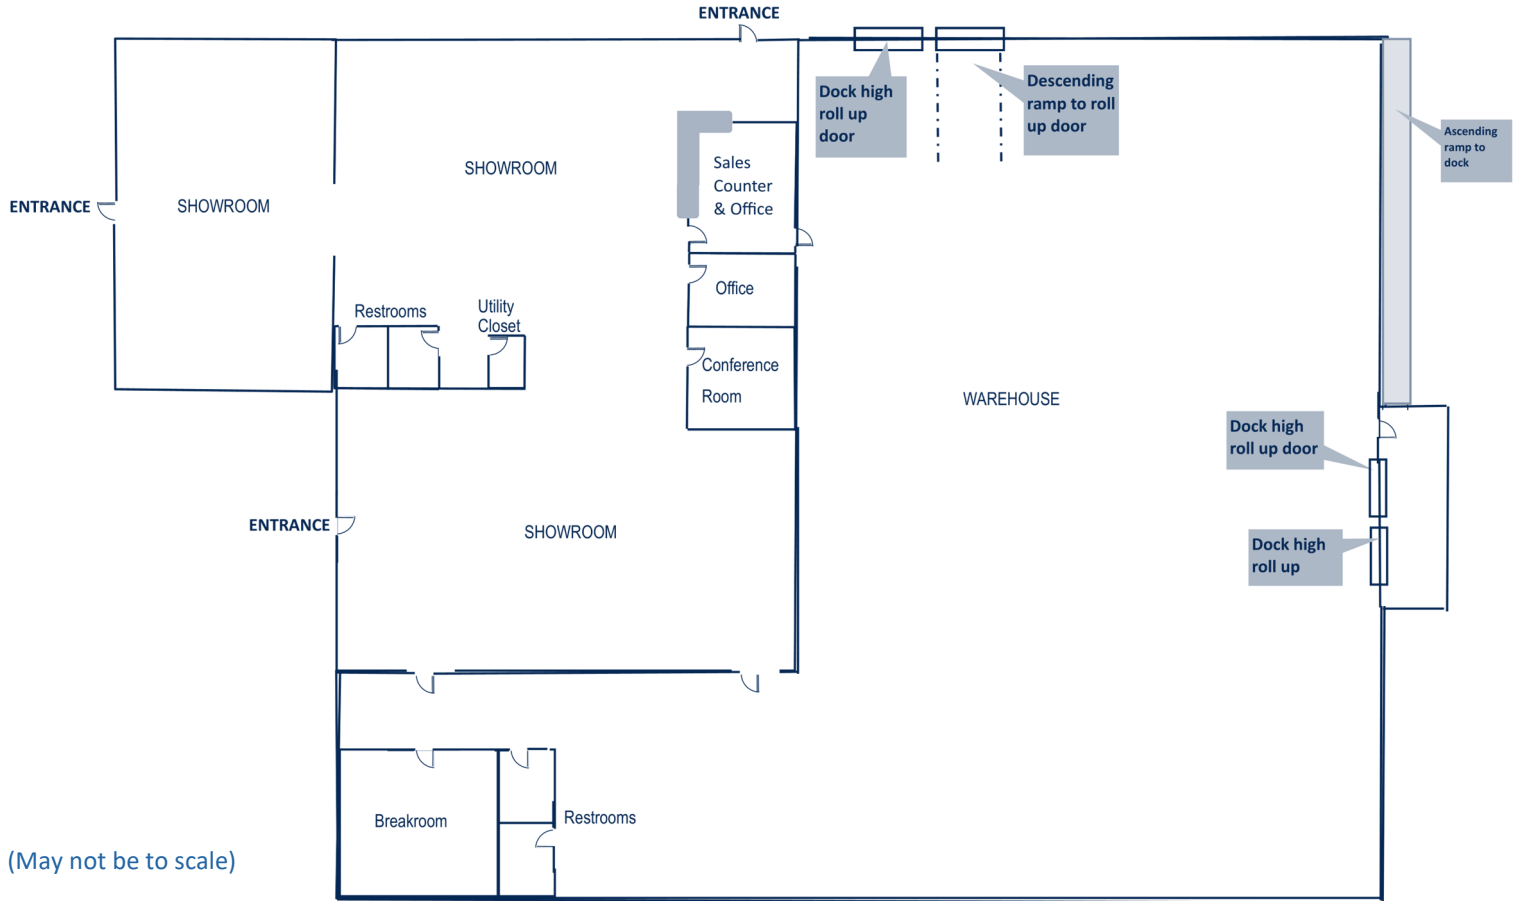 ENTRANCE
Dock high
roll up
door
Descending
ramp to roll
up door
Ascending
ramp to
dock
SHOWROOM
Sales
Counter
& Office
ENTRANCE
SHOWROOM
Office
Restrooms
Utility
Closet
Conference
Room
WAREHOUSE
Dock high
roll up door
ENTRANCE
SHOWROOM
Dock high
roll up
Breakroom
Restrooms
(May not be to scale)